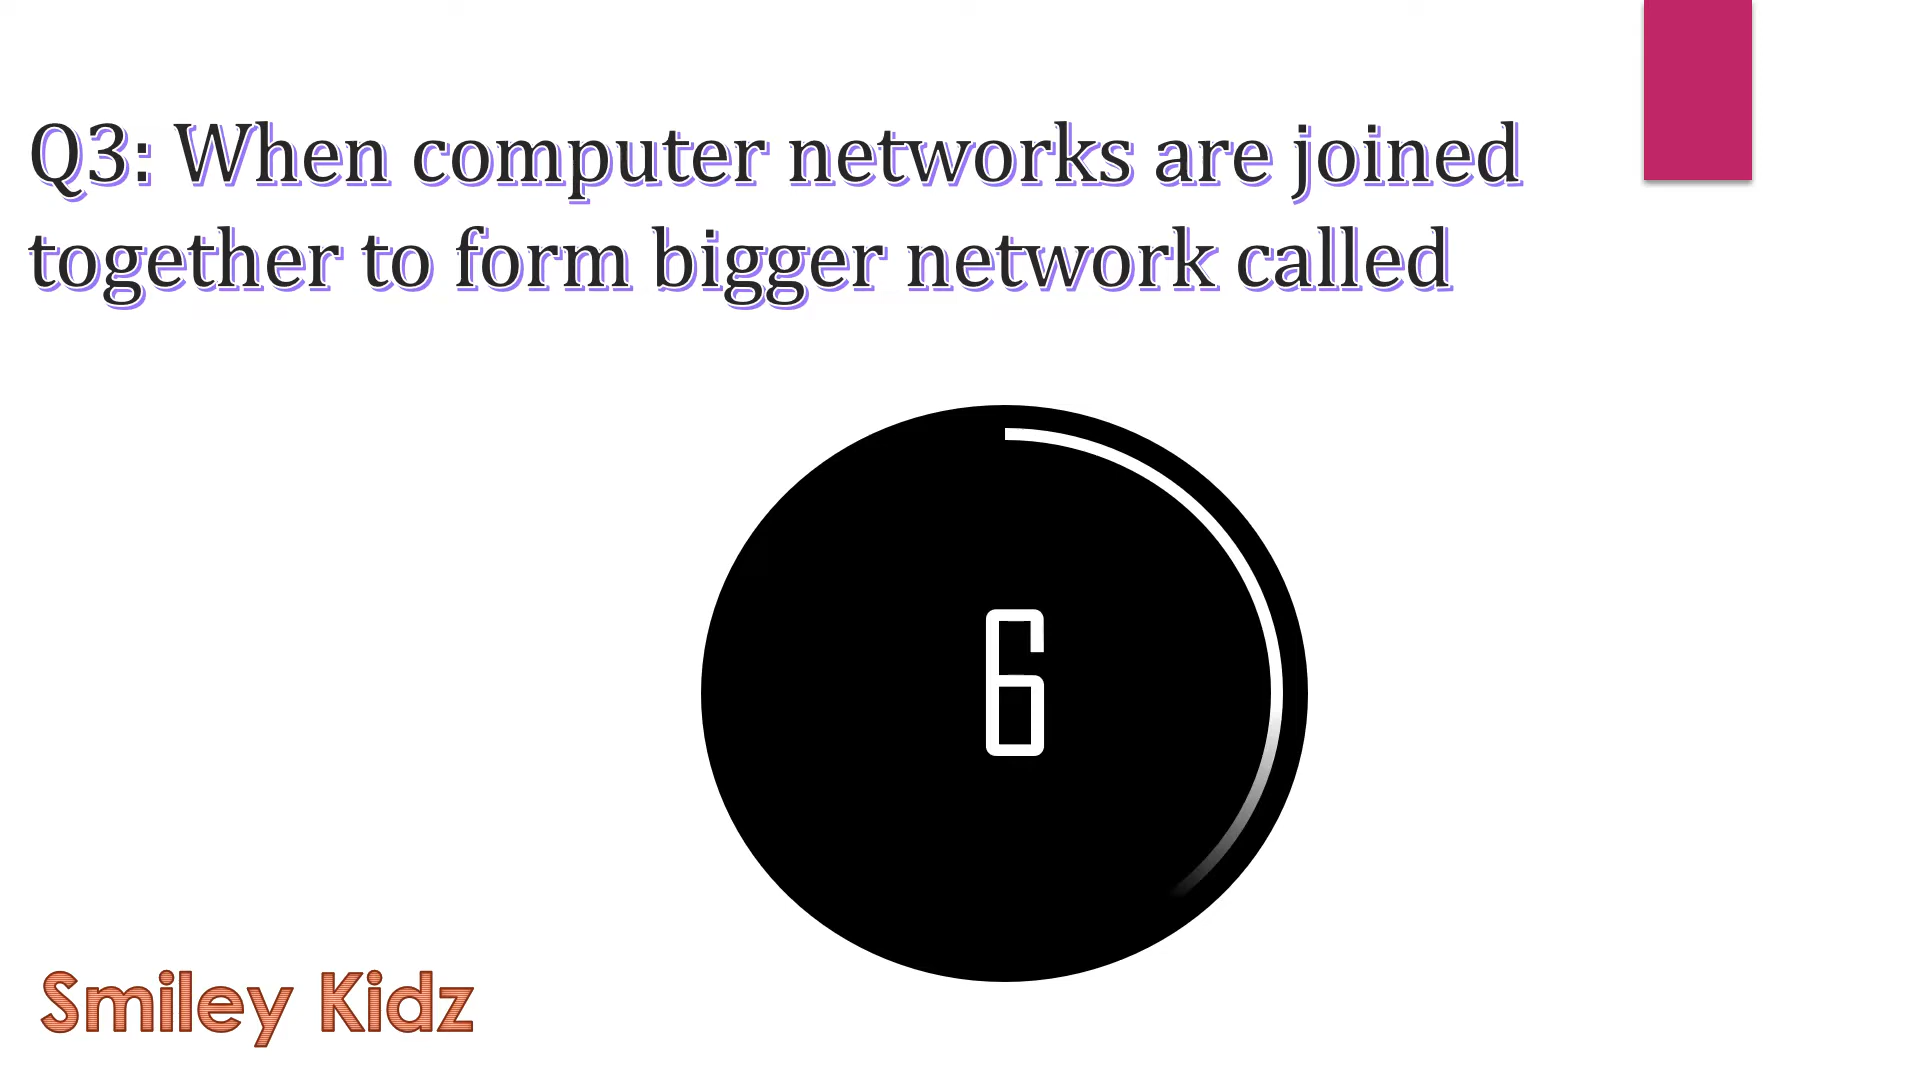 Q3: When computer networks are joined
together to form bigger network called
6
Smiley Kidz